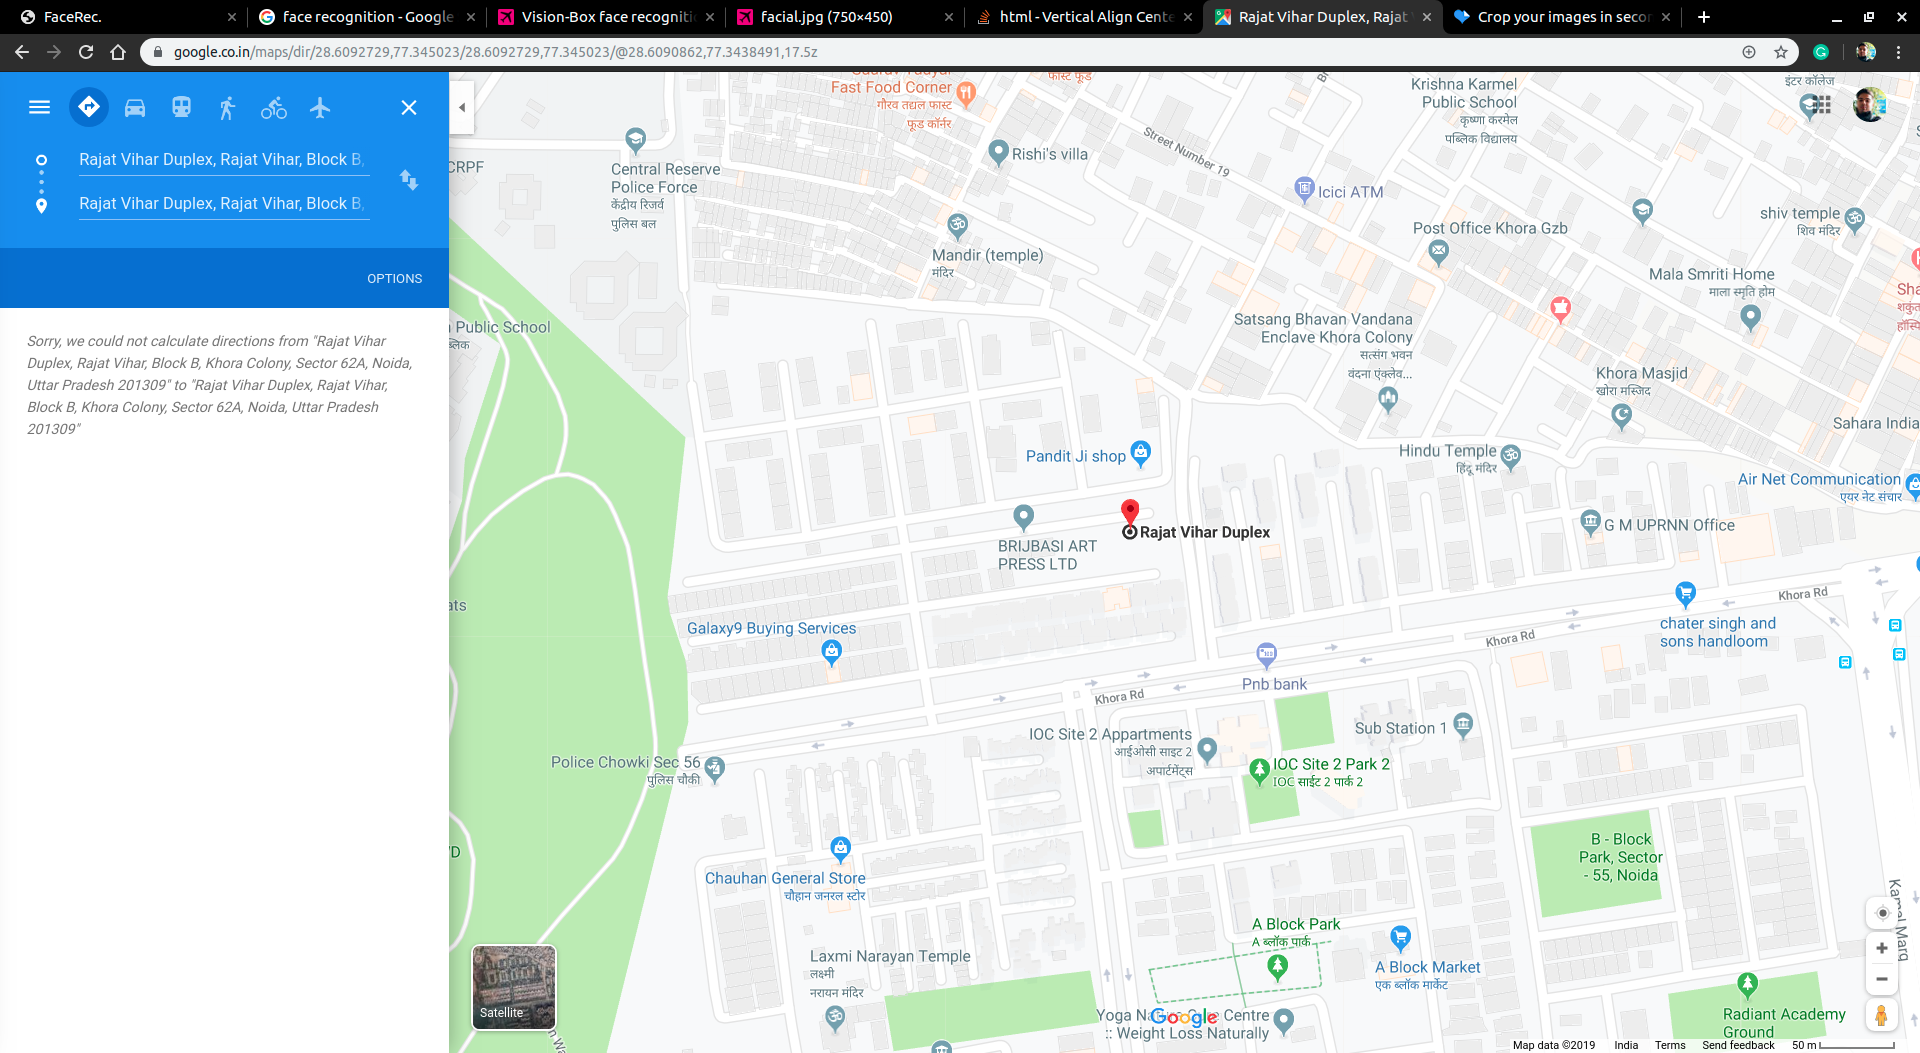 FaceRec.
face recognition - Google
Vision-Box face recogniti
facial.jpg (750×450)
html - Vertical Align Cente
Rajat Vihar Duplex, Rajat
Crop your images in secon
google.co.in/maps/dir/28.6092729,77.345023/28.6092729,77.345023/@28.6090862,77.3438491,17.5z
Rajat Vihar Duplex, Rajat Vihar, Block B,
Rajat Vihar Duplex, Rajat Vihar, Block B,
OPTIONS
Sorry, we could not calculate directions from "Rajat Vihar
Duplex, Rajat Vihar, Block B, Khora Colony, Sector 62A, Noida,
Uttar Pradesh 201309" to "Rajat Vihar Duplex, Rajat Vihar,
Block B, Khora Colony, Sector 62A, Noida, Uttar Pradesh
201309"
Fast Food Corner
गौरव तद्यल फास्ट
फूड कॉर्नर
फास्ट फूड
Krishna Karmel
Public School
कृष्णा करमेल
पब्लिक विद्यालय
इंटर कॉलेज
CRPF
Central Reserve
Police Force
केंद्रीय रिजर्व
पुलिस बल
Rishi's villa
Street Number 19
Icici ATM
Mandir (temple)
मंदिर
Post Office Khora Gzb
shiv temple
शिव मंदिर
Mala Smriti Home
माला स्मृति होम
Sha
Public School
ब्लिक
Satsang Bhavan Vandana
Enclave Khora Colony
सत्संग भवन
वंदना एंक्लेव...
Khora Masjid
खोरा मस्जिद
Sahara India
Pandit Ji shop
Hindu Temple
हिंदू मंदिर
Air Net Communication
एयर नेट संचार
Rajat Vihar Duplex
BRIJBASI ART
PRESS LTD
G M UPRNN Office
ats
Khora Rd
chater singh and
sons handloom
Galaxy9 Buying Services
Khora Rd
Pnb bank
Khora Rd
IOC Site 2 Appartments
आईओसी साइट 2
अपार्टमेंट्स
Sub Station 1
Police Chowki Sec 56
पुलिस चौकी
IOC Site 2 Park 2
IOC साईट 2 पार्क 2
B - Block
Park, Sector
- 55, Noida
Chauhan General Store
चौहान जनरल स्टोर
Kamal Marg
A Block Park
A ब्लॉक पार्क
Laxmi Narayan Temple
लक्ष्मी
नरायन मंदिर
A Block Market
एक ब्लॉक मार्केट
Satellite
Yoga
Centre
:: Weight Loss Naturally
Google
Radiant Academy
Ground
Map data ©2019 India Terms Send feedback 50 m